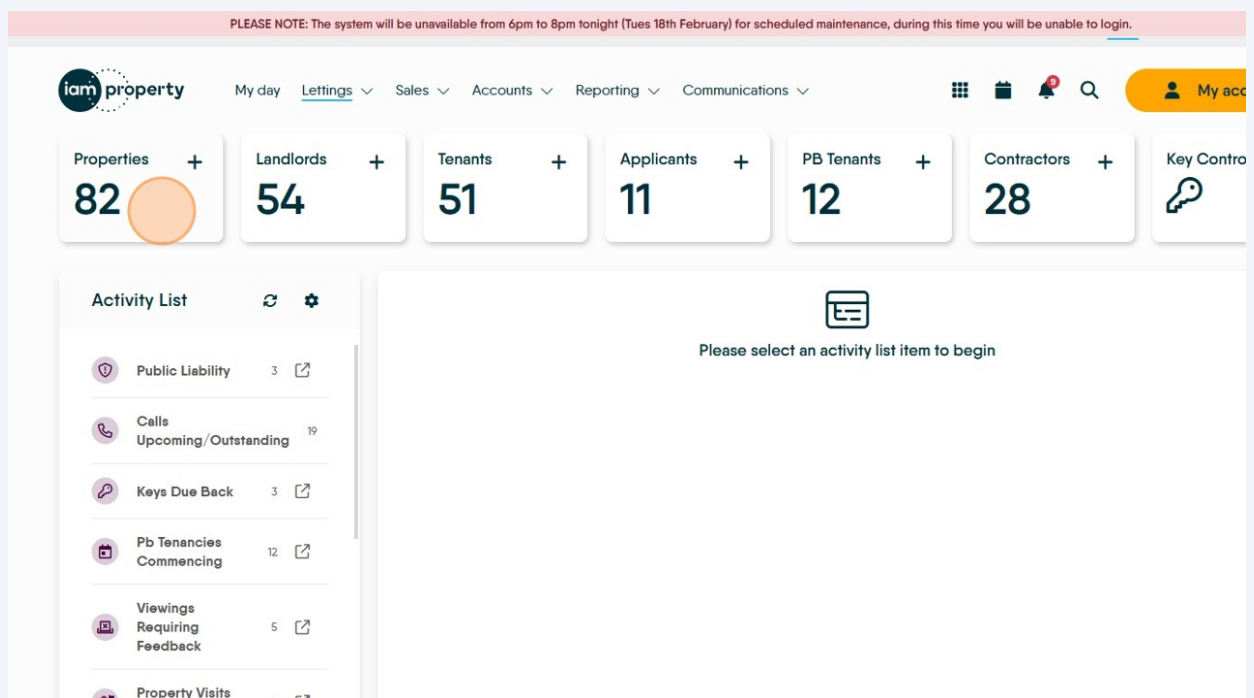 PLEASE NOTE: The system will be unavailable from 6pm to 8pm tonight (Tues 18th February) for scheduled maintenance, during this time you will be unable to login.
iam property My day Lettings Sales Accounts Reporting Communications 9 My acc
Properties + Landlords + Tenants + Applicants + PB Tenants + Contractors + Key Contro
82 54 51 11 12 28
Activity List
Please select an activity list item to begin
Public Liability 3
Calls
Upcoming/Outstanding 19
Keys Due Back 3
Pb Tenancies
Commencing 12
Viewings
Requiring 5
Feedback
Property Visits